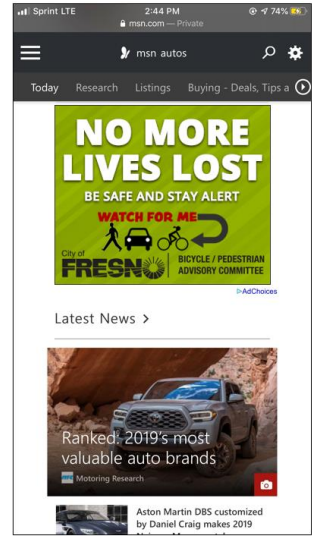 Sprint LTE 2:44 PM 74%
msn.com — Private
msn autos
Today Research Listings Buying - Deals, Tips a
NO MORE
LIVES LOST
BE SAFE AND STAY ALERT
WATCH FOR ME
City of
FRESNO
BICYCLE / PEDESTRIAN
ADVISORY COMMITTEE
AdChoices
Latest News >
Ranked: 2019's most
valuable auto brands
Motoring Research
Aston Martin DBS customized
by Daniel Craig makes 2019